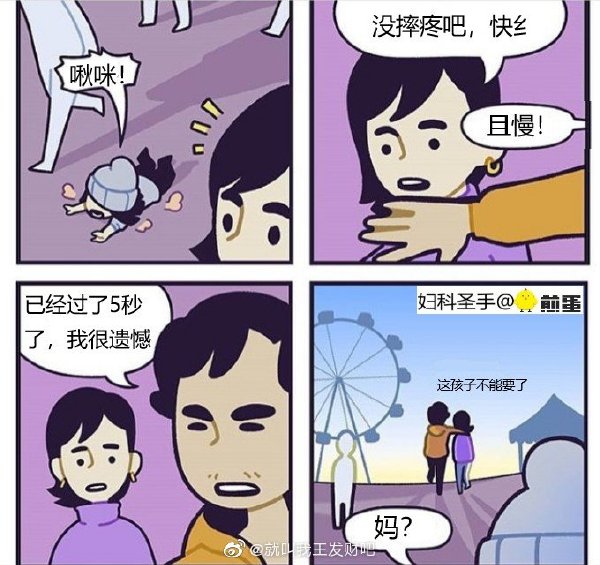 啾咪！
没摔疼吧，快纟
且慢！
已经过了5秒
了，我很遗憾
妇科圣手@煎蛋
这孩子不能要了
妈？
@就叫我王发财吧